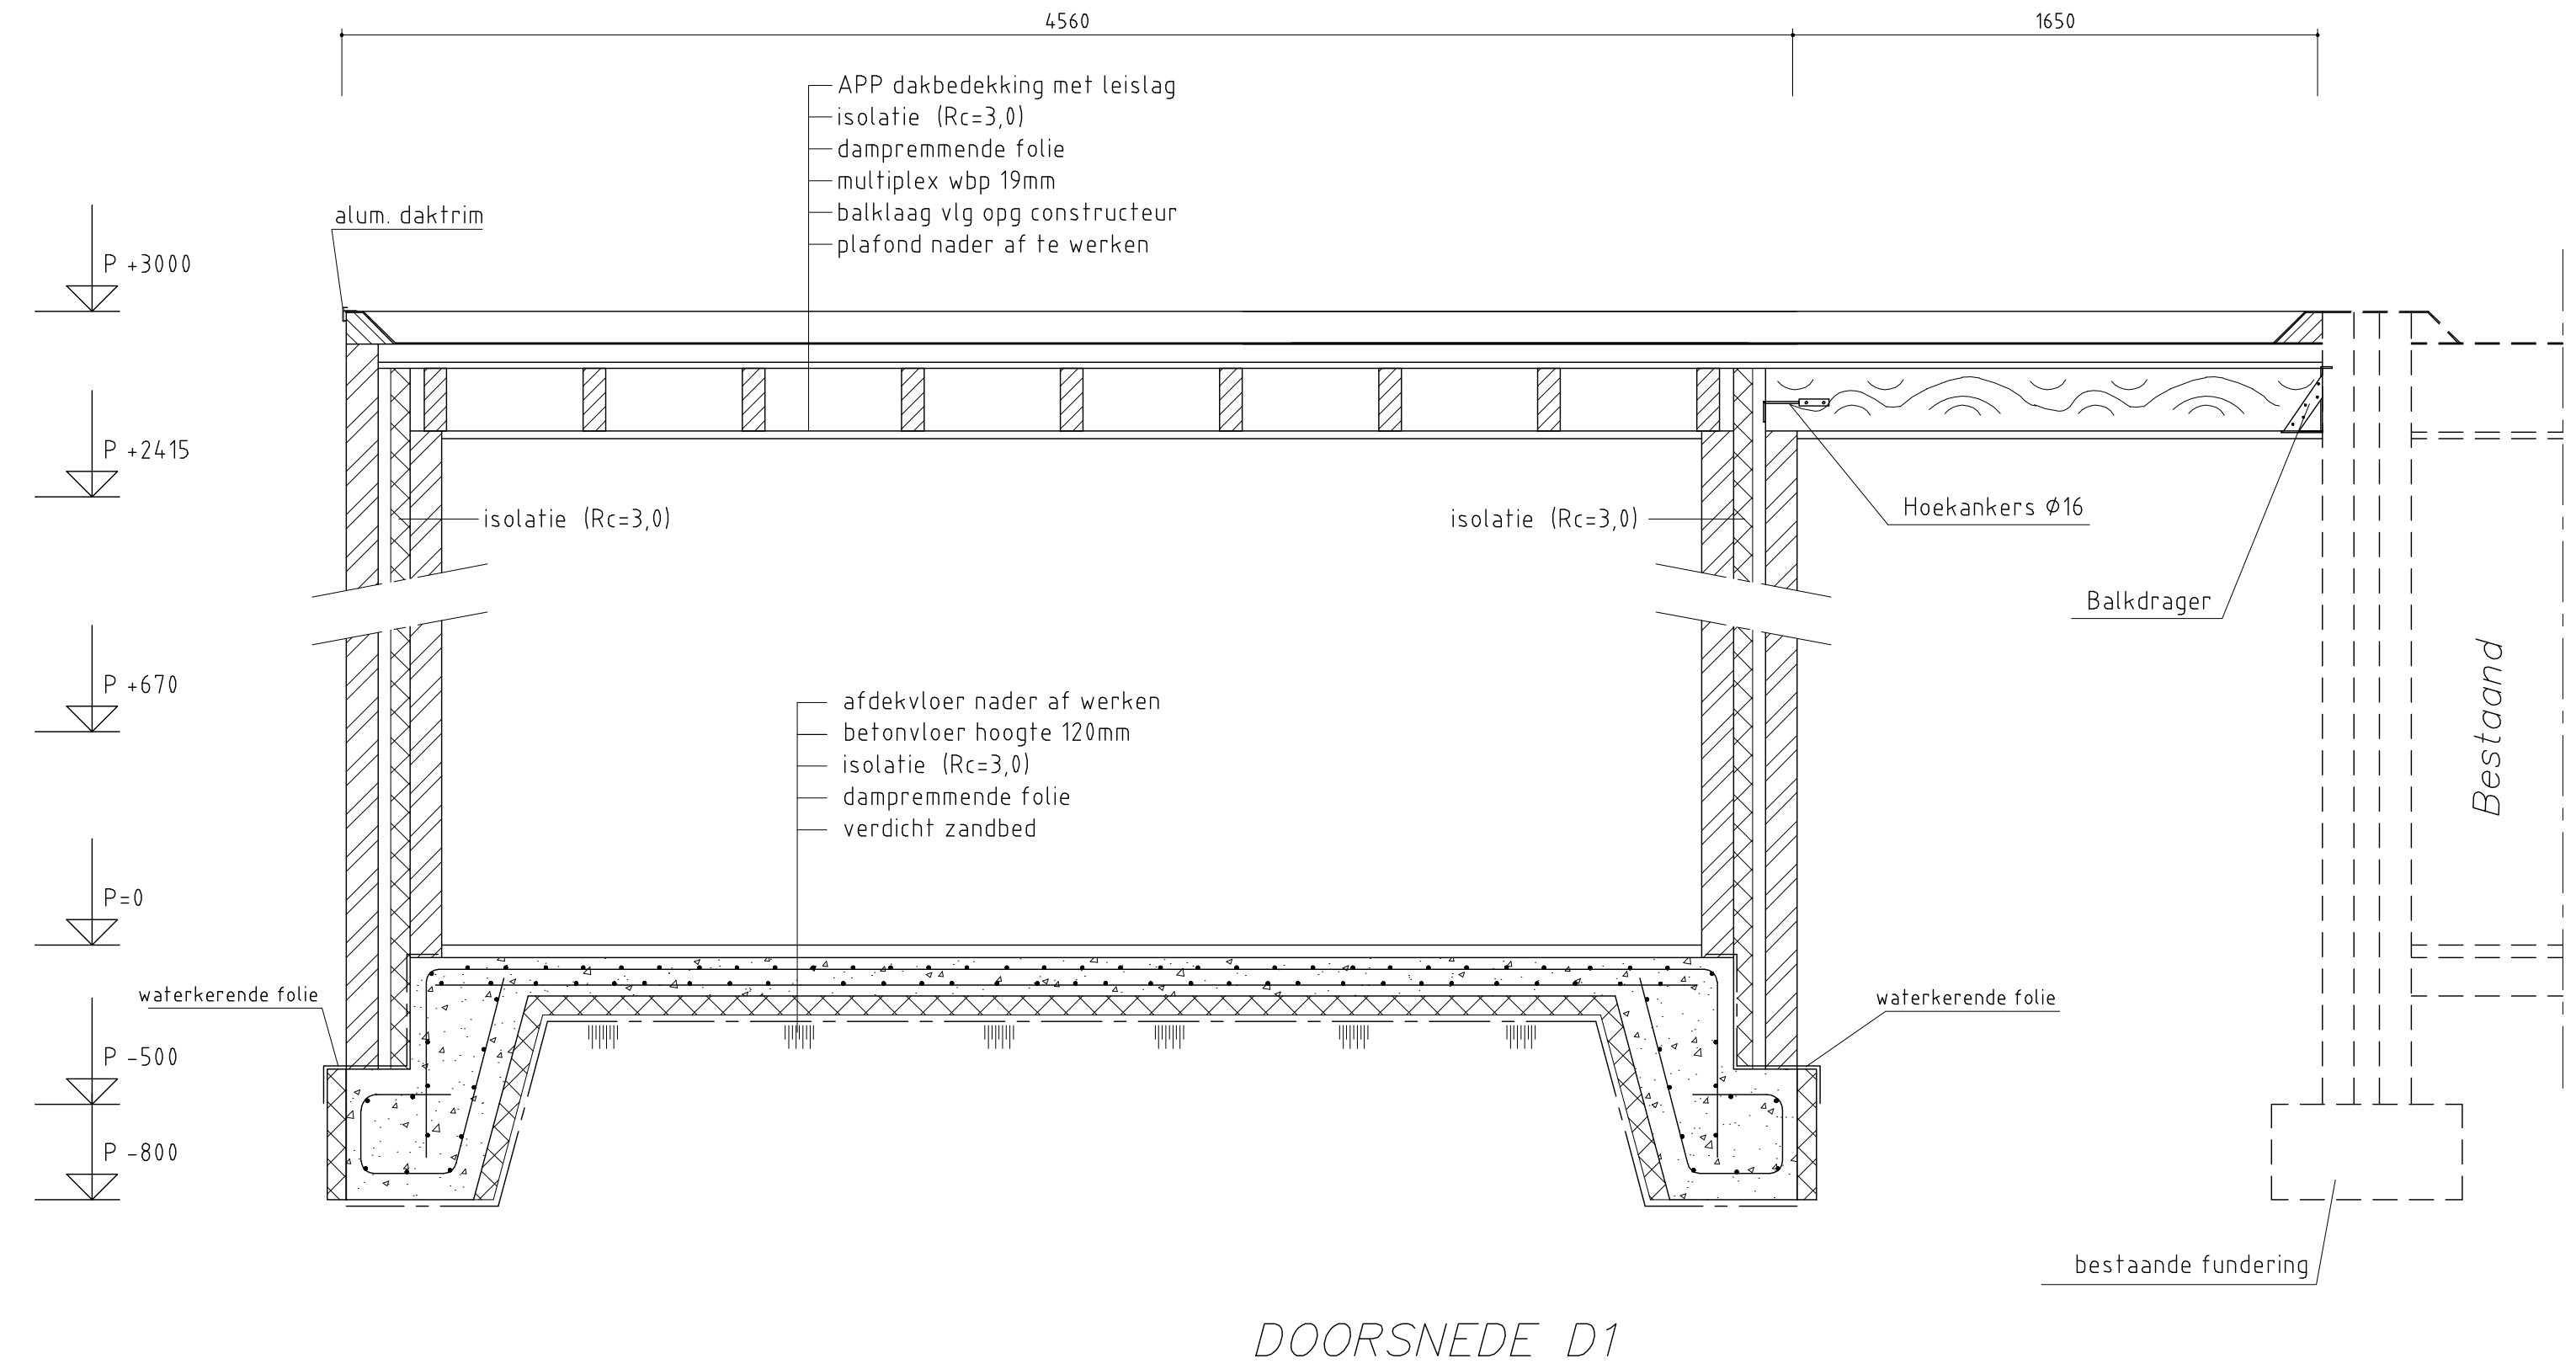 4560
1650
APP dakbedekking met leislag
isolatie (Rc=3,0)
dampremmende folie
multiplex wbp 19mm
balklaag vlg opg constructeur
plafond nader af te werken
alum. daktrim
P +3000
P +2415
isolatie (Rc=3,0)
isolatie (Rc=3,0)
Hoekankers Ø16
Balkdrager
Bestaand
P +670
afdekvloer nader af werken
betonvloer hoogte 120mm
isolatie (Rc=3,0)
dampremmende folie
verdicht zandbed
P=0
waterkerende folie
waterkerende folie
P -500
P -800
bestaande fundering
DOORSNEDE D1